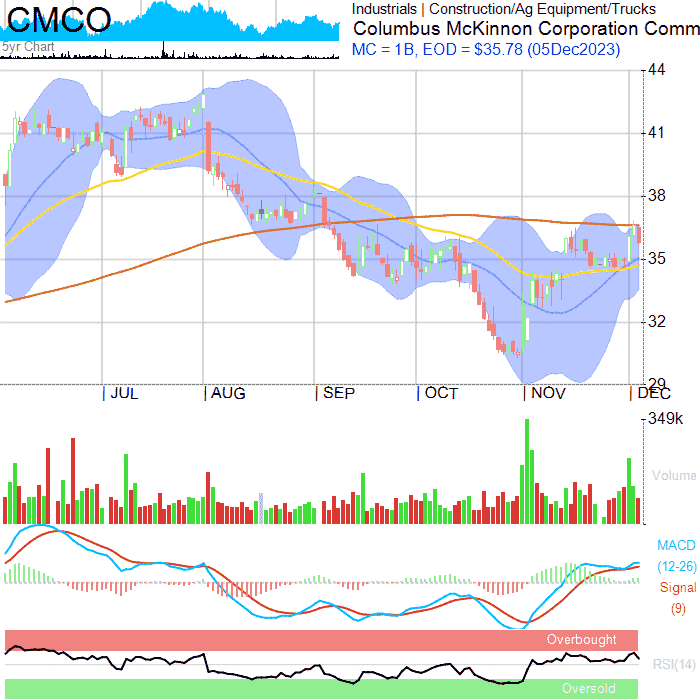 CMCO
Industrials | Construction/Ag Equipment/Trucks
Columbus McKinnon Corporation Comm
MC = 1B, EOD = $35.78 (05Dec2023)
5yr Chart
44
41
38
35
32
29
| JUL | AUG | SEP | OCT | NOV | DEC
349k
Volume
MACD
(12-26)
Signal
(9)
Overbought
RSI(14)
Oversold